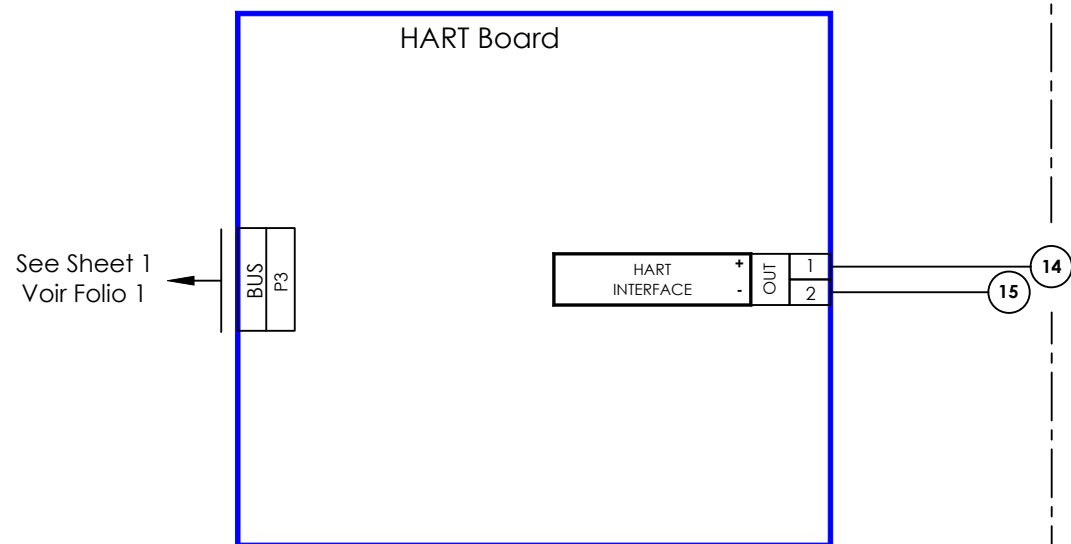 HART Board
See Sheet 1
Voir Folio 1
BUS
P3
HART
INTERFACE
+
-
OUT
1
2
14
15